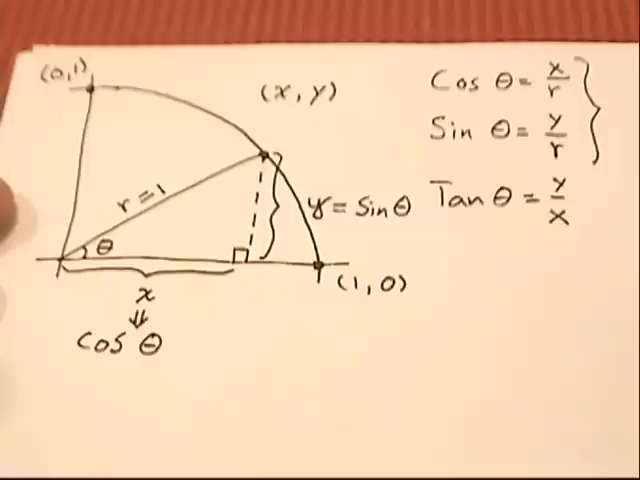 (0,1)
(x, y)
Cos θ = x/r
Sin θ = y/r
Tan θ = y/x
r = 1
y = Sin θ
θ
(1, 0)
x
⇓
Cos θ